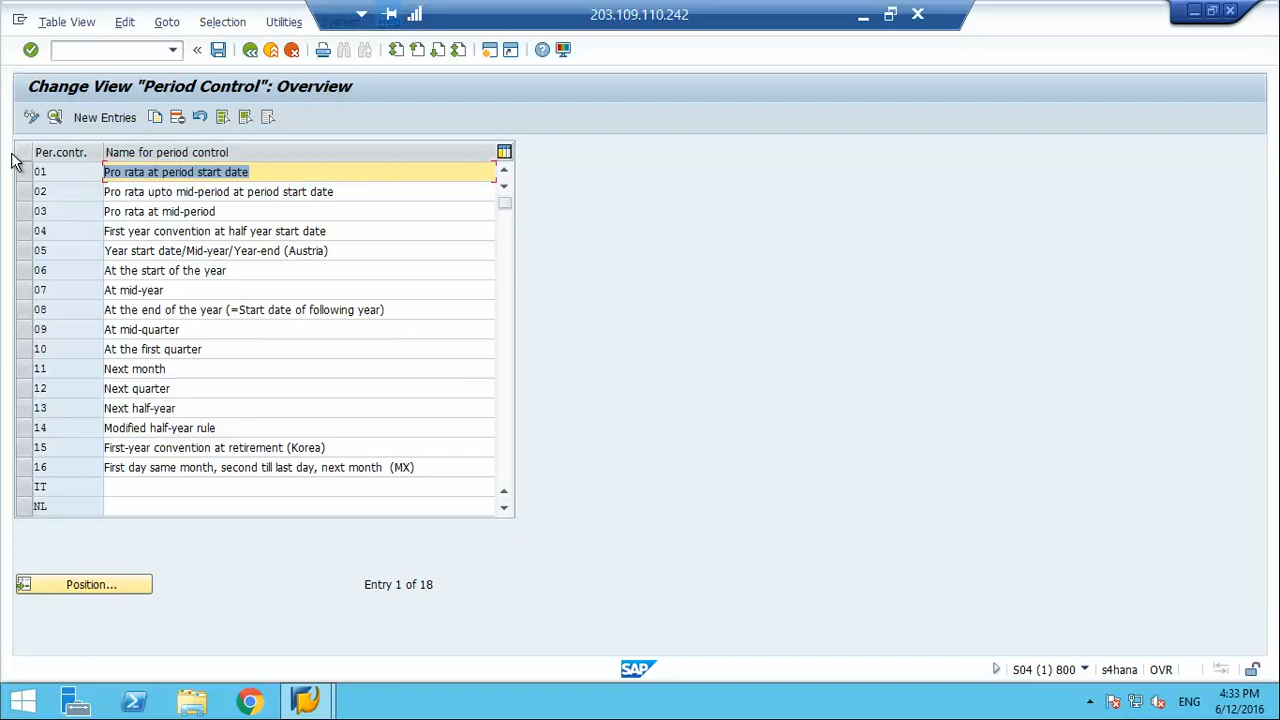 Table View Edit Goto Selection Utilities
203.109.110.242
Change View "Period Control": Overview
New Entries
Per.contr. Name for period control
01 Pro rata at period start date
02 Pro rata upto mid-period at period start date
03 Pro rata at mid-period
04 First year convention at half year start date
05 Year start date/Mid-year/Year-end (Austria)
06 At the start of the year
07 At mid-year
08 At the end of the year (=Start date of following year)
09 At mid-quarter
10 At the first quarter
11 Next month
12 Next quarter
13 Next half-year
14 Modified half-year rule
15 First-year convention at retirement (Korea)
16 First day same month, second till last day, next month (MX)
IT
NL
Position... Entry 1 of 18
SAP
S04 (1) 800 s4hana OVR
ENG
4:33 PM
6/12/2016